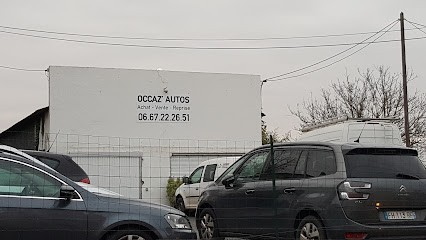 OCCAZ' AUTOS
Achat - Vente - Reprise
06.67.22.26.51